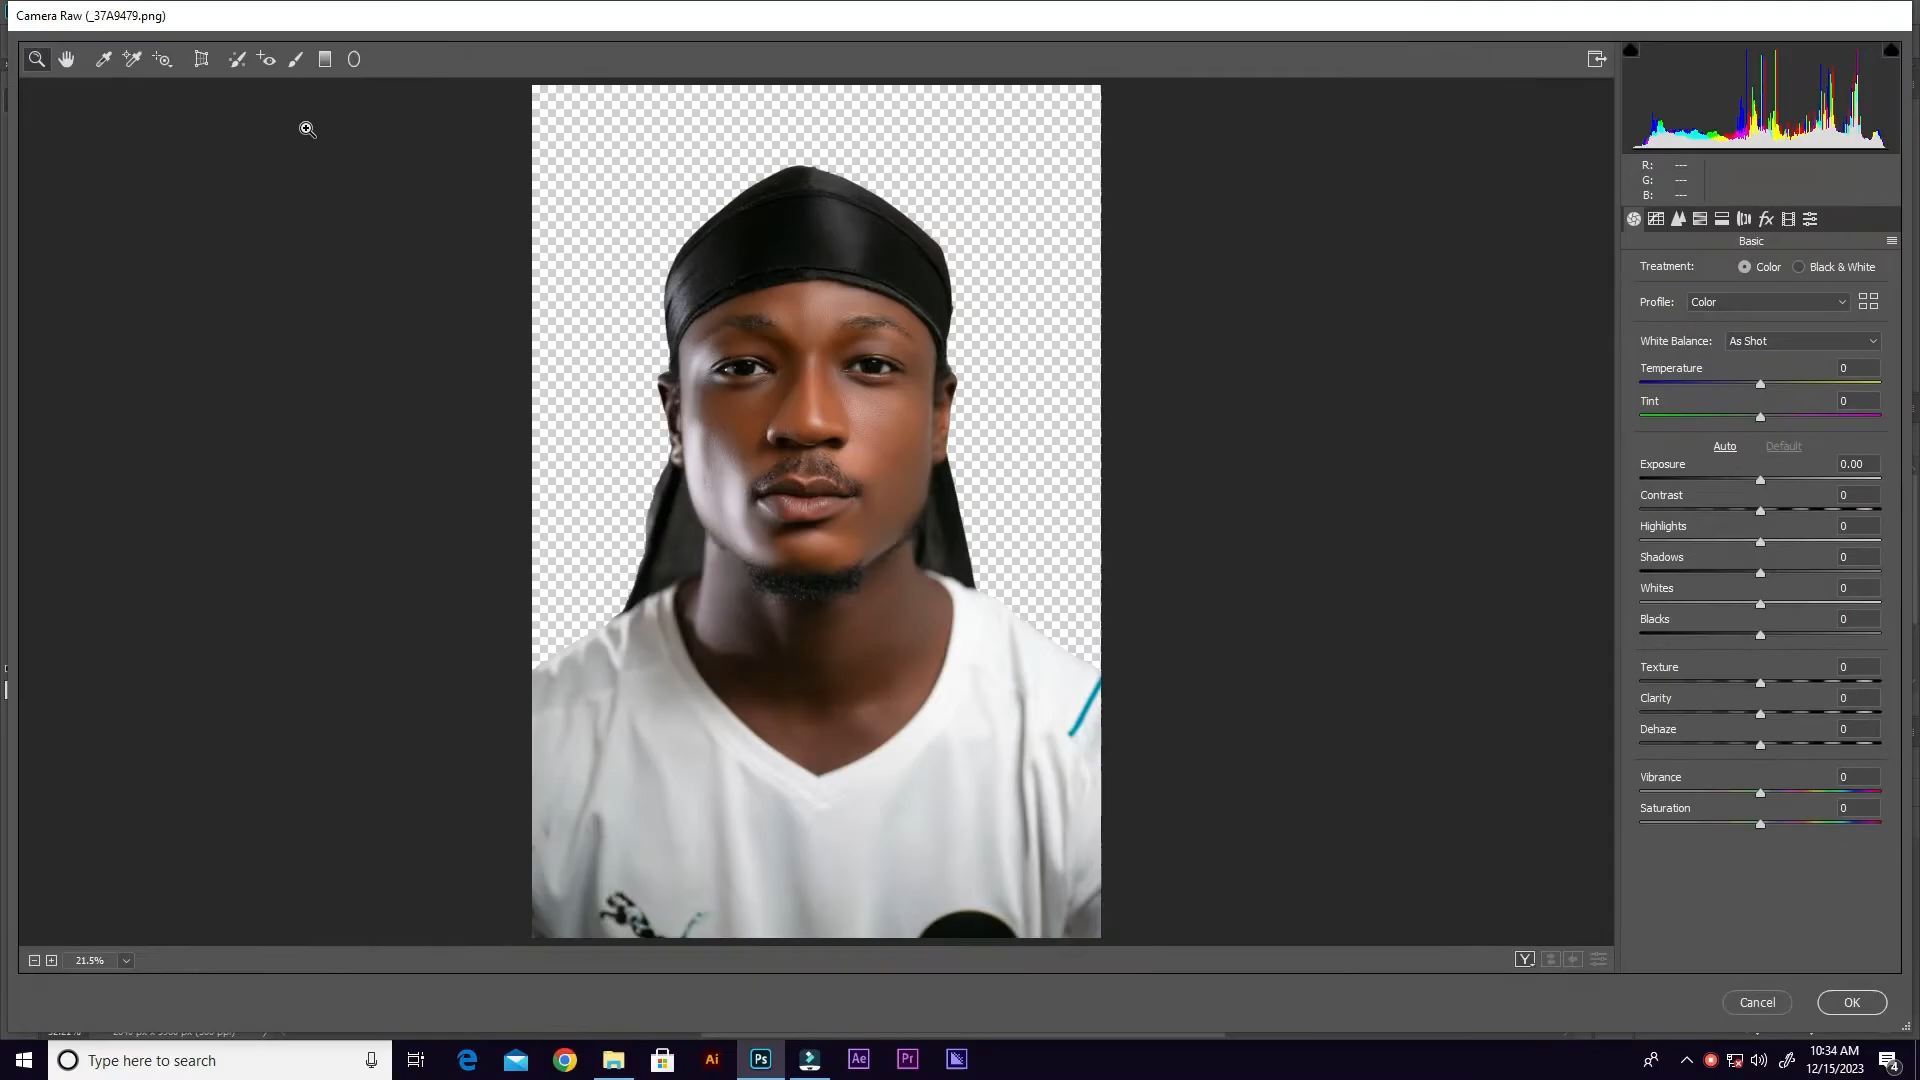 Camera Raw (_37A9479.png)
R: ---
G: ---
B: ---
fx
Basic
Treatment: Color Black & White
Profile: Color
White Balance: As Shot
Temperature 0
Tint 0
Auto Default
Exposure 0.00
Contrast 0
Highlights 0
Shadows 0
Whites 0
Blacks 0
Texture 0
Clarity 0
Dehaze 0
Vibrance 0
Saturation 0
21.5%
Y
Cancel OK
Type here to search
Ai
Ps
Ae
Pr
10:34 AM
12/15/2023
4